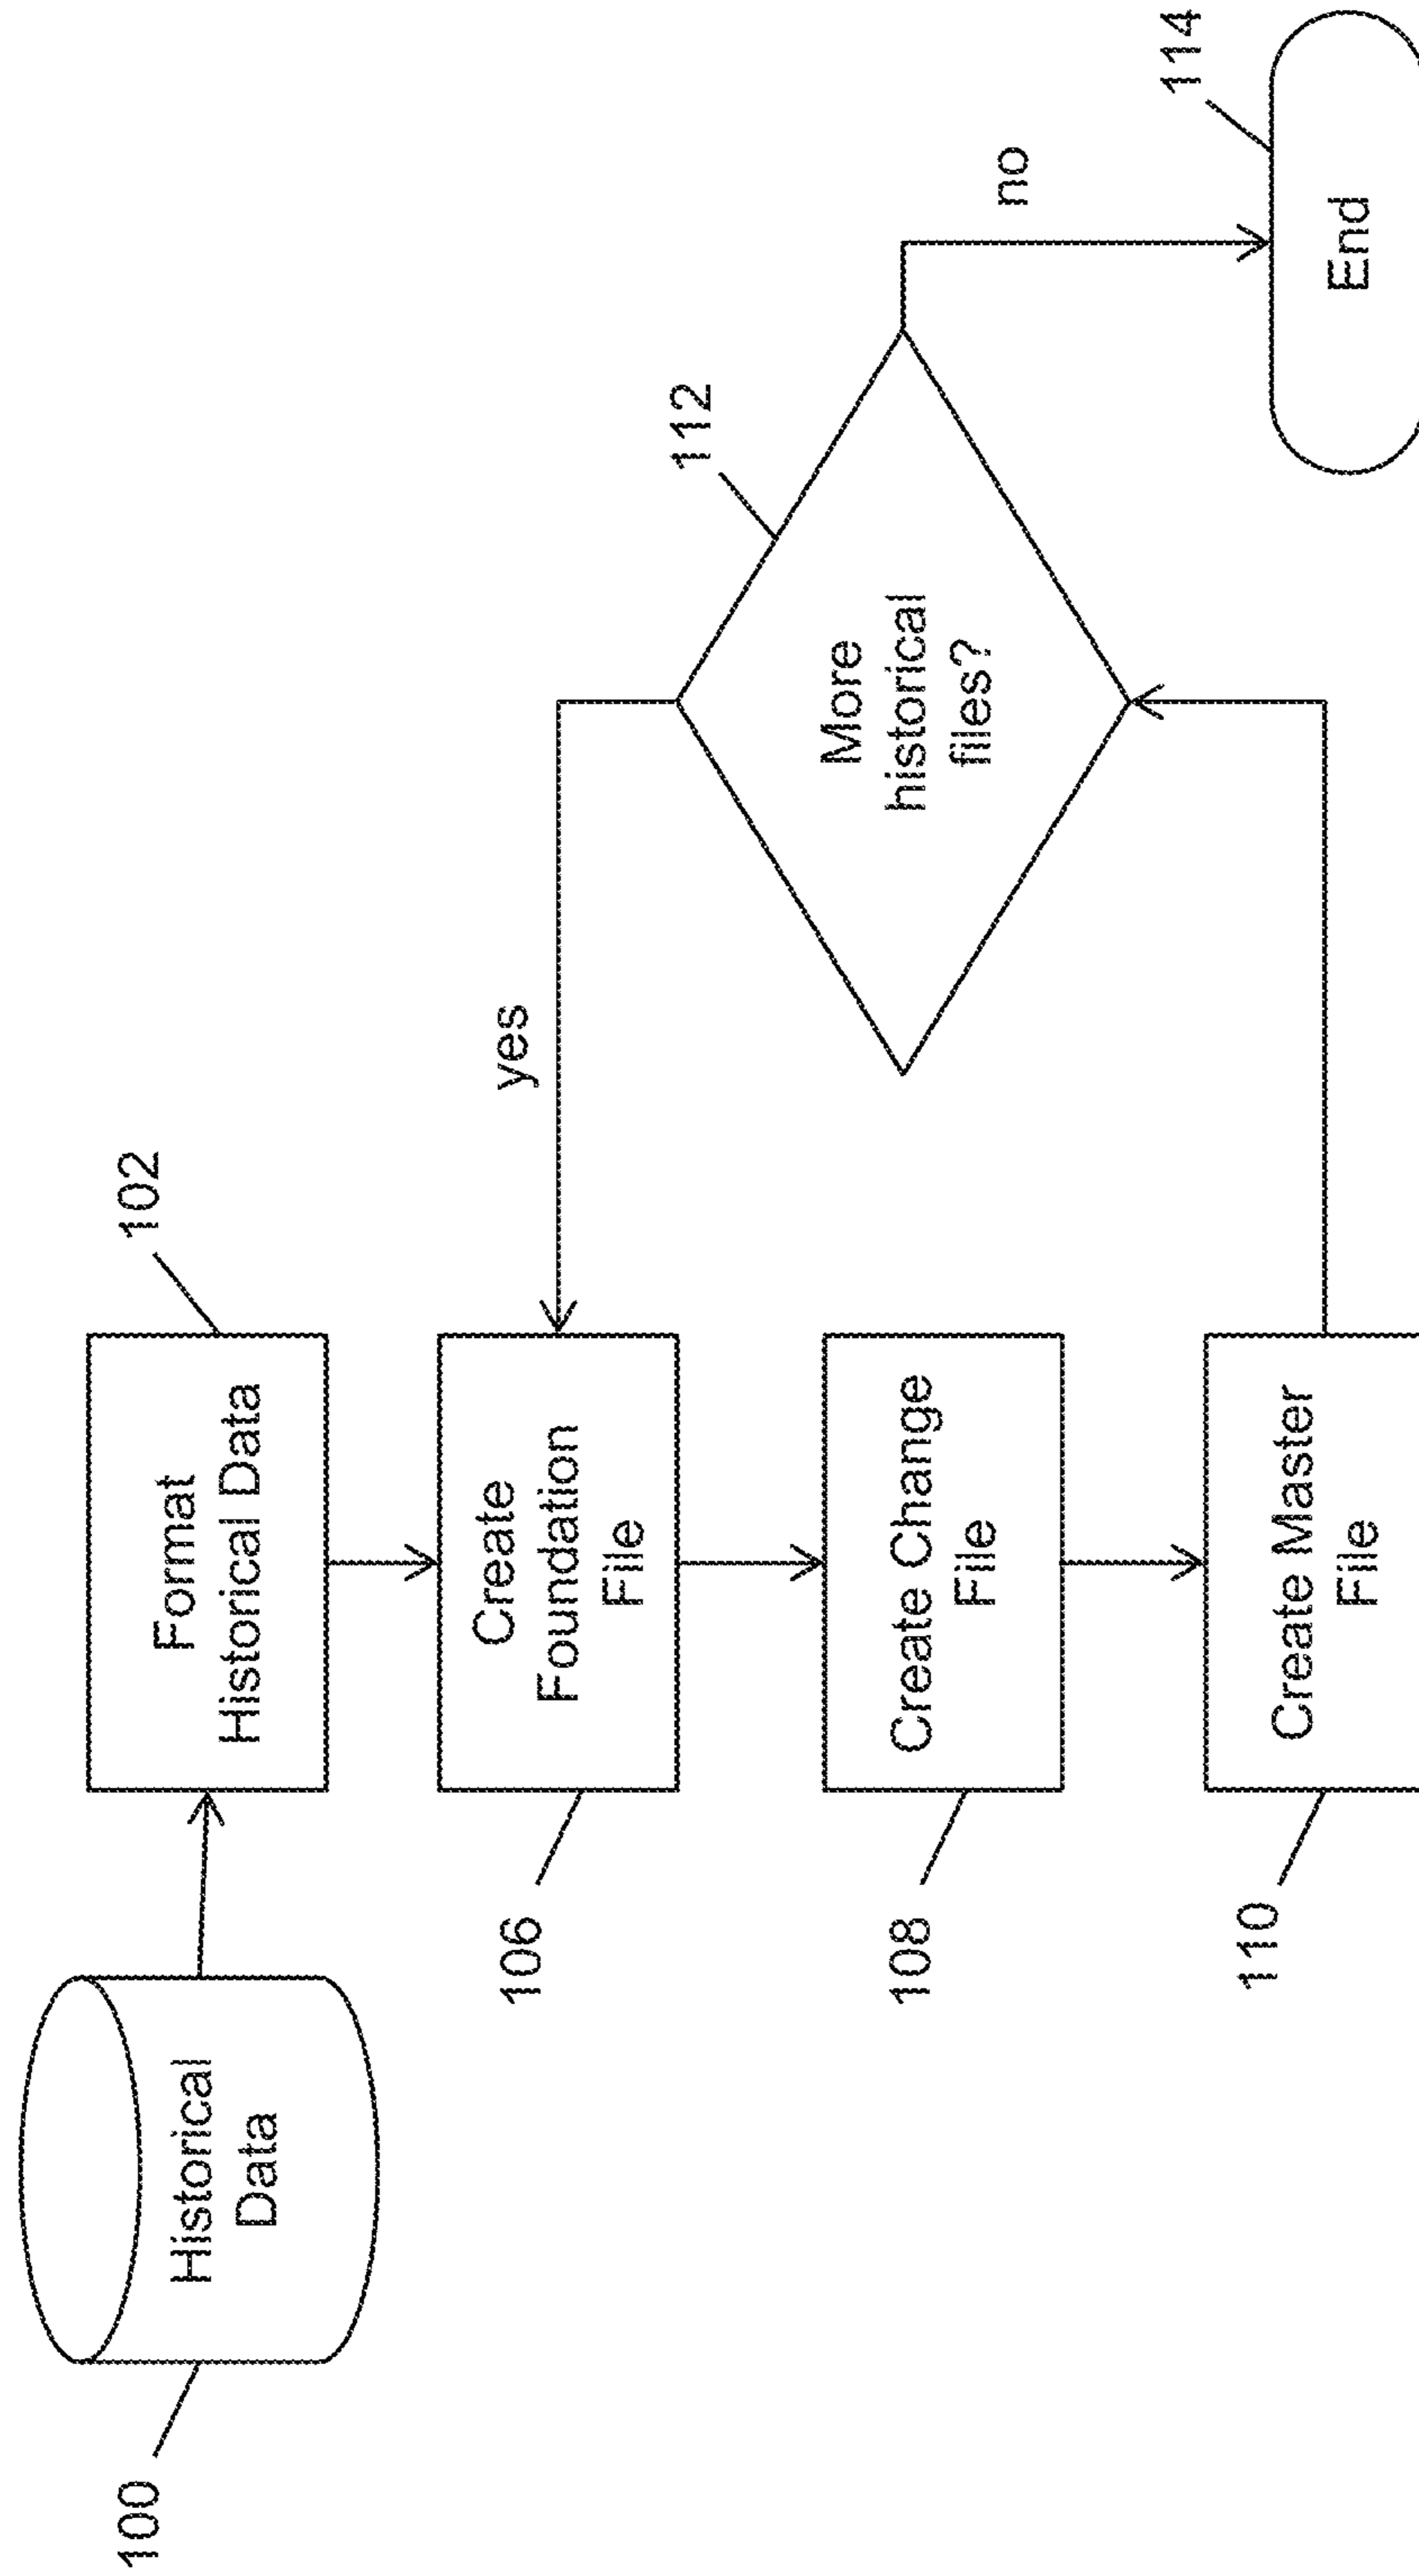 100
Historical
Data
Format
Historical Data
102
106
Create
Foundation
File
yes
108
Create Change
File
110
Create Master
File
More
historical
files?
112
no
End
114